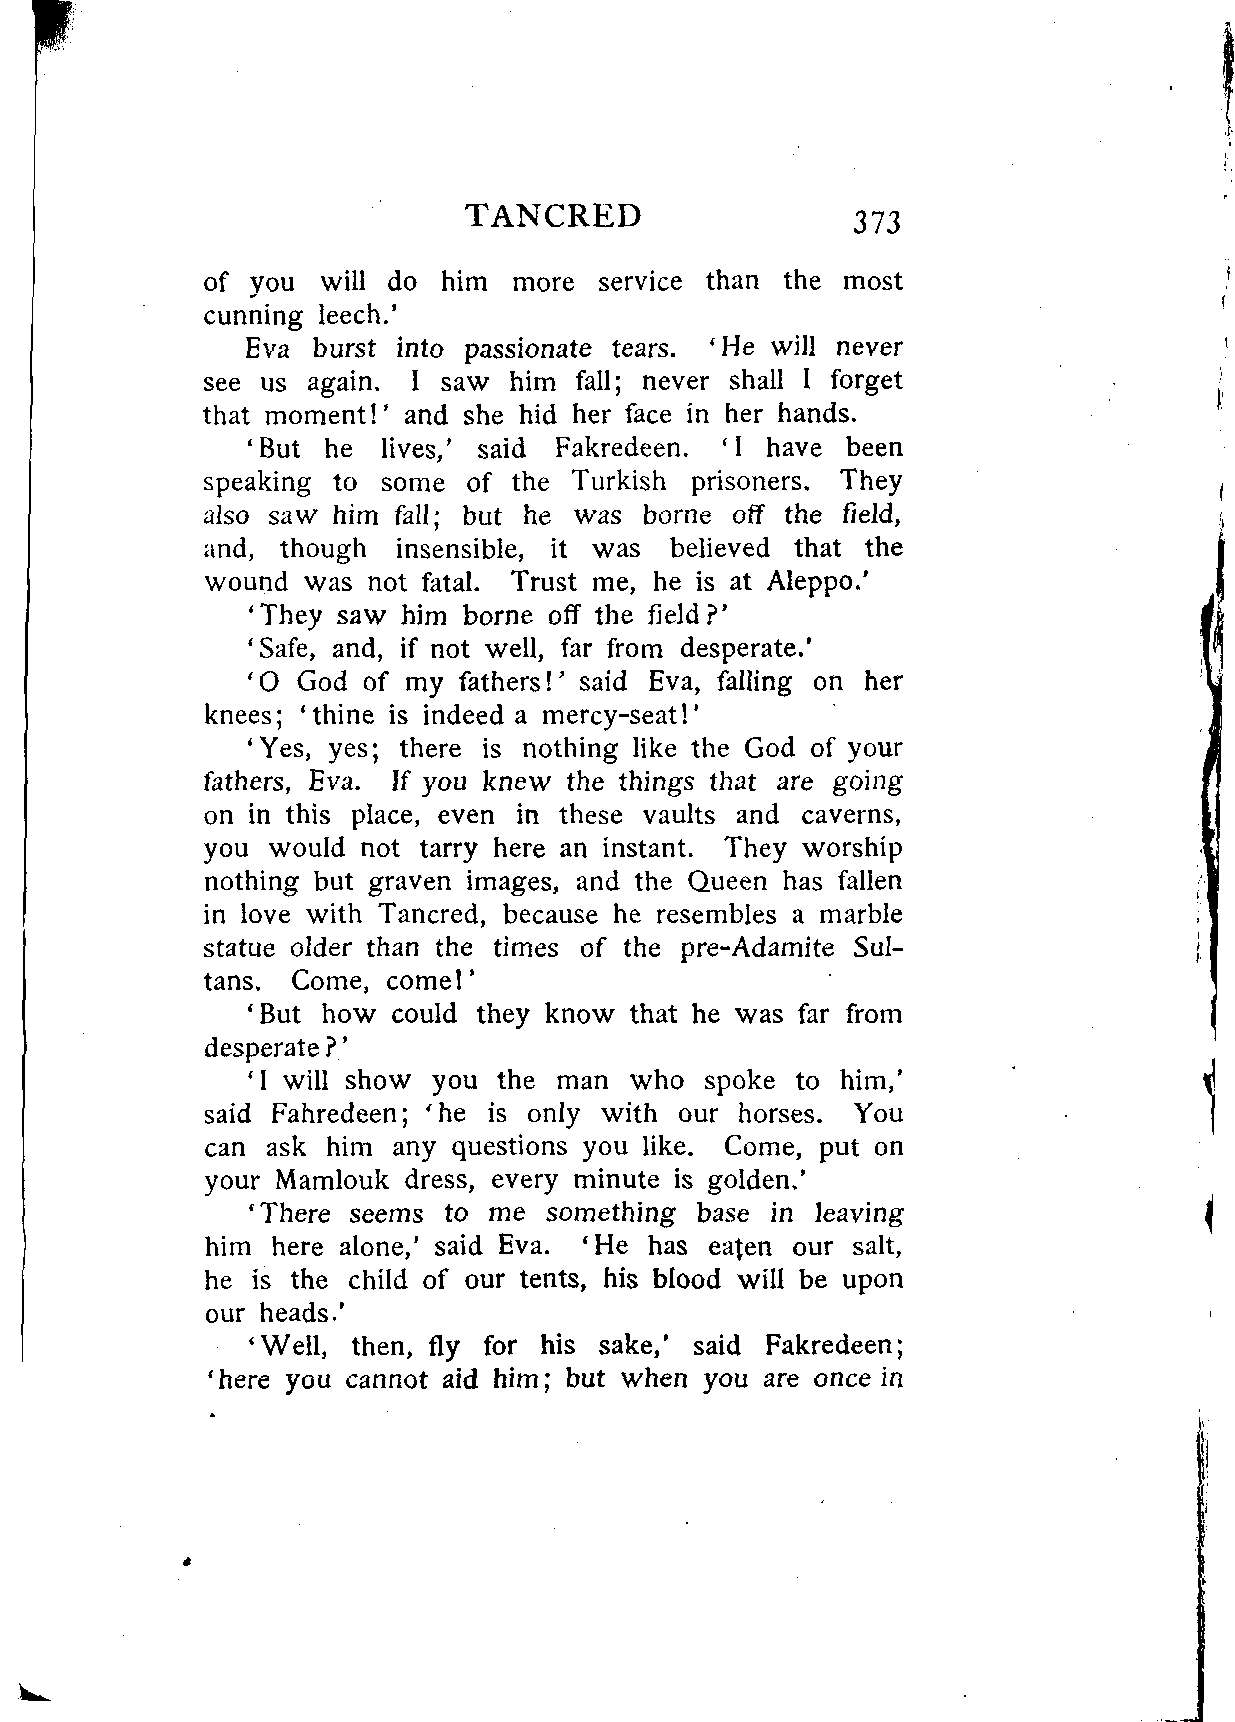 TANCRED 373
of you will do him more service than the most
cunning leech.'
Eva burst into passionate tears. 'He will never
see us again. I saw him fall; never shall I forget
that moment!' and she hid her face in her hands.
'But he lives,' said Fakredeen. 'I have been
speaking to some of the Turkish prisoners. They
also saw him fall; but he was borne off the field,
and, though insensible, it was believed that the
wound was not fatal. Trust me, he is at Aleppo.'
'They saw him borne off the field?'
'Safe, and, if not well, far from desperate.'
'O God of my fathers!' said Eva, falling on her
knees; 'thine is indeed a mercy-seat!'
'Yes, yes; there is nothing like the God of your
fathers, Eva. If you knew the things that are going
on in this place, even in these vaults and caverns,
you would not tarry here an instant. They worship
nothing but graven images, and the Queen has fallen
in love with Tancred, because he resembles a marble
statue older than the times of the pre-Adamite Sul-
tans. Come, come!'
'But how could they know that he was far from
desperate?'
'I will show you the man who spoke to him,'
said Fahredeen; 'he is only with our horses. You
can ask him any questions you like. Come, put on
your Mamlouk dress, every minute is golden.'
'There seems to me something base in leaving
him here alone,' said Eva. 'He has eaten our salt,
he is the child of our tents, his blood will be upon
our heads.'
'Well, then, fly for his sake,' said Fakredeen;
'here you cannot aid him; but when you are once in